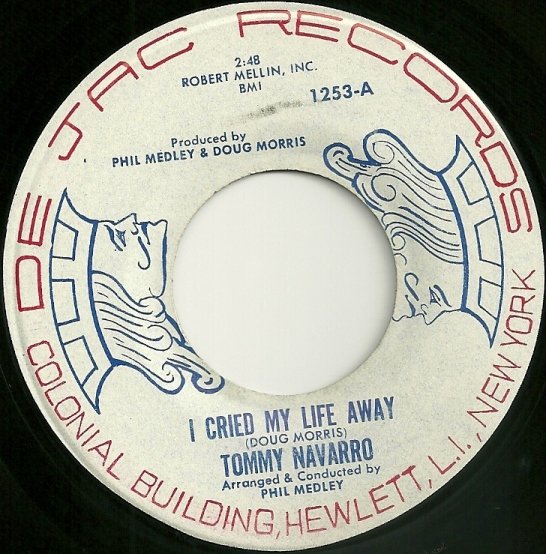 DE JAC RECORDS
2:48
ROBERT MELLIN, INC.
BMI
1253-A
Produced by
PHIL MEDLEY & DOUG MORRIS
I CRIED MY LIFE AWAY
(DOUG MORRIS)
TOMMY NAVARRO
Arranged & Conducted by
PHIL MEDLEY
COLONIAL BUILDING, HEWLETT, L.I., NEW YORK